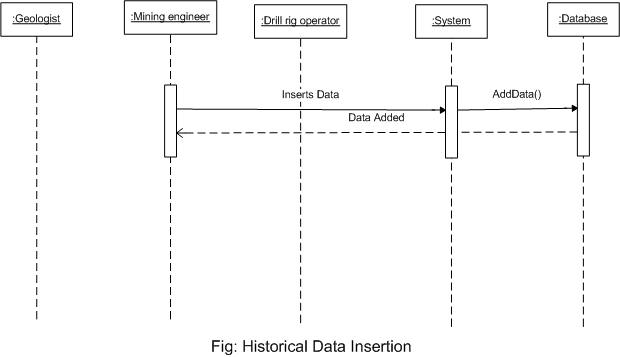 :Geologist
:Mining engineer
:Drill rig operator
:System
:Database
Inserts Data
AddData()
Data Added
Fig: Historical Data Insertion